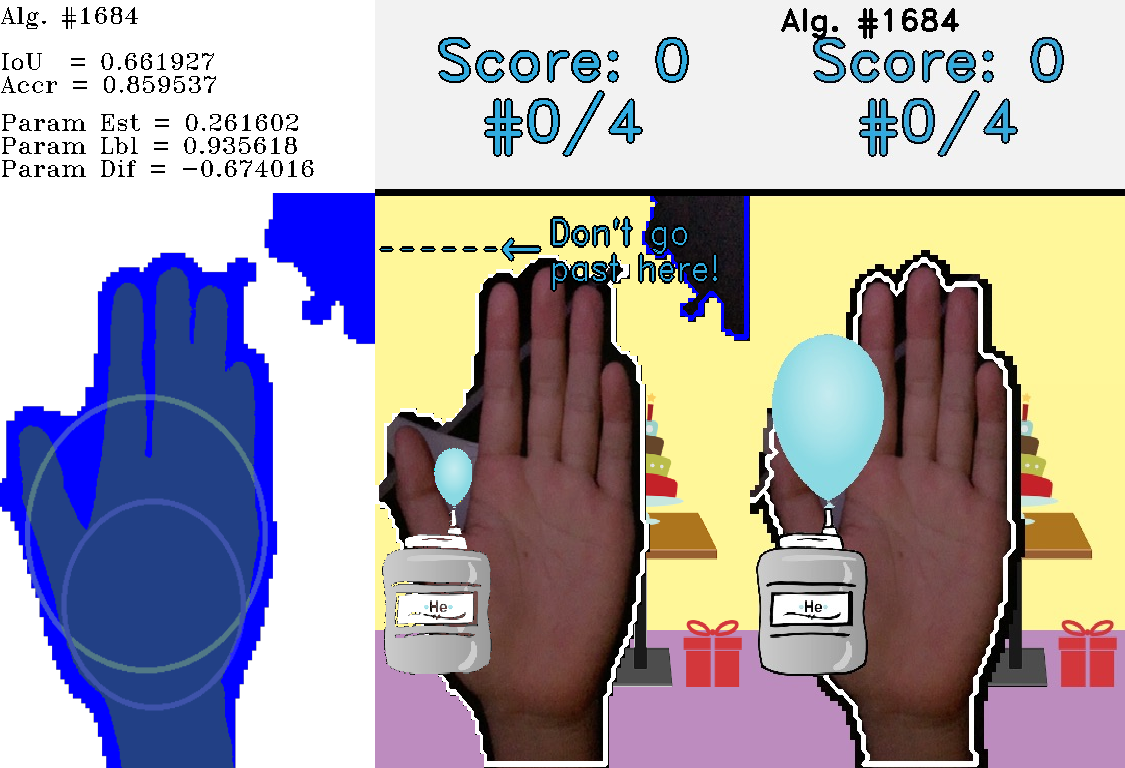 Alg. #1684
IoU = 0.661927
Accr = 0.859537
Param Est = 0.261602
Param Lbl = 0.935618
Param Dif = −0.674016
Score: 0
#0/4
Don't go
past here!
He
Alg. #1684
Score: 0
#0/4
He